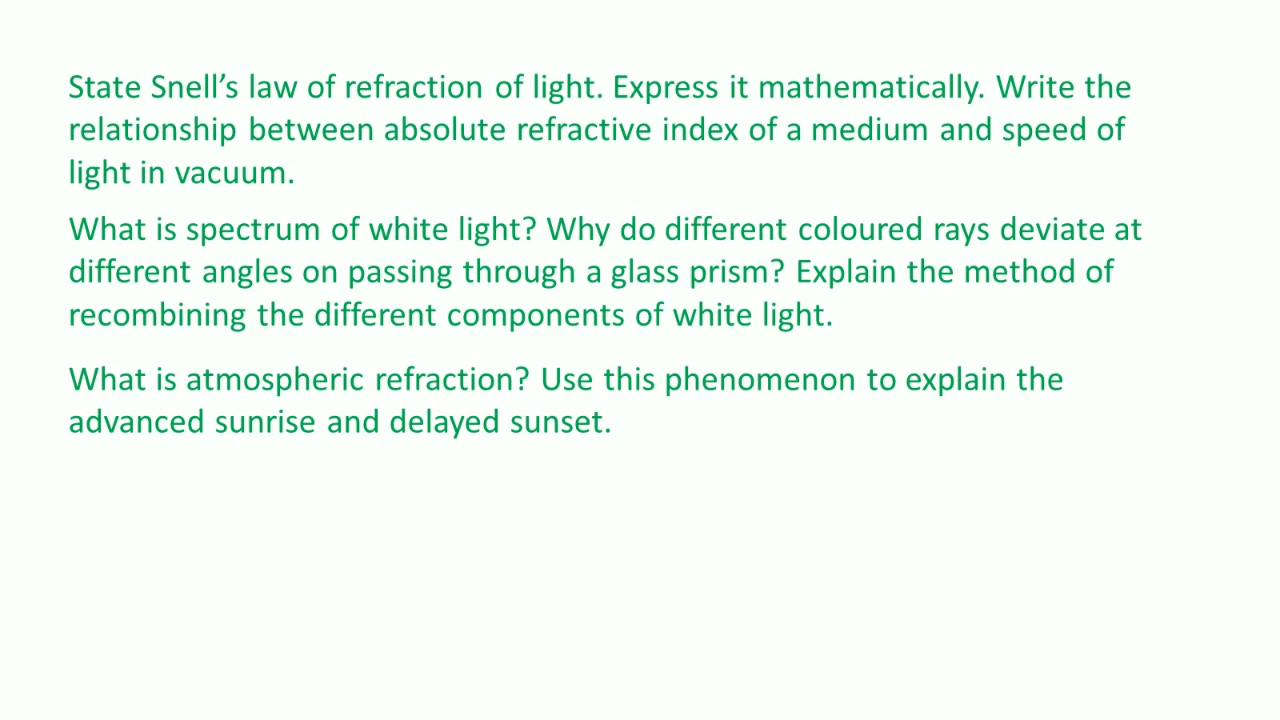 State Snell’s law of refraction of light. Express it mathematically. Write the
relationship between absolute refractive index of a medium and speed of
light in vacuum.
What is spectrum of white light? Why do different coloured rays deviate at
different angles on passing through a glass prism? Explain the method of
recombining the different components of white light.
What is atmospheric refraction? Use this phenomenon to explain the
advanced sunrise and delayed sunset.